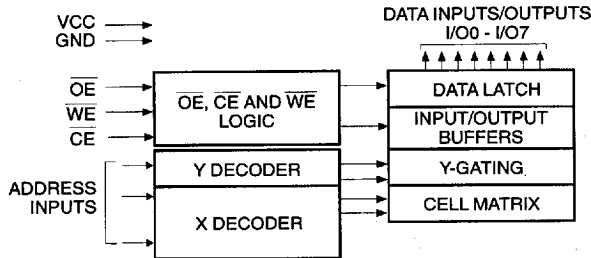 DATA INPUTS/OUTPUTS
I/O0 - I/O7
VCC
GND
OE
WE
CE
OE, CE AND WE
LOGIC
DATA LATCH
INPUT/OUTPUT
BUFFERS
ADDRESS
INPUTS
Y DECODER
Y-GATING
X DECODER
CELL MATRIX